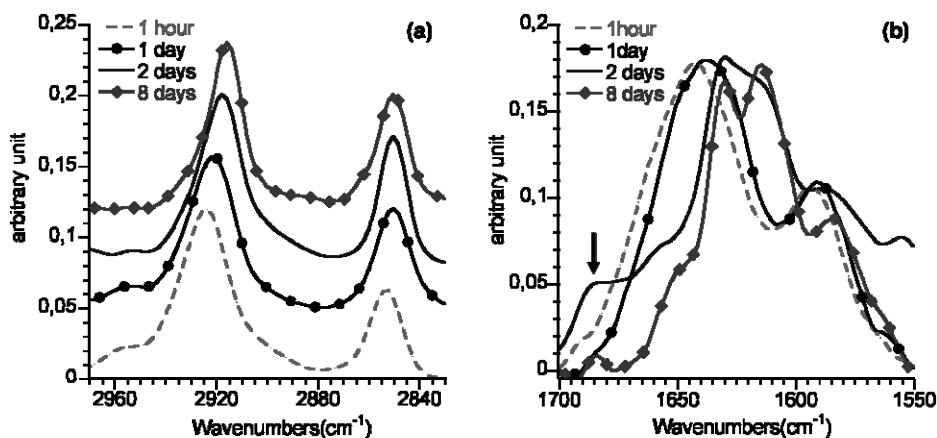 (a)
1 hour
1 day
2 days
8 days
0,25
0,2
0,15
0,1
0,05
0
arbitrary unit
2960 2920 2880 2840
Wavenumbers(cm-1)
(b)
1hour
1day
2 days
8 days
0,2
0,15
0,1
0,05
0
arbitrary unit
1700 1650 1600 1550
Wavenumbers(cm-1)